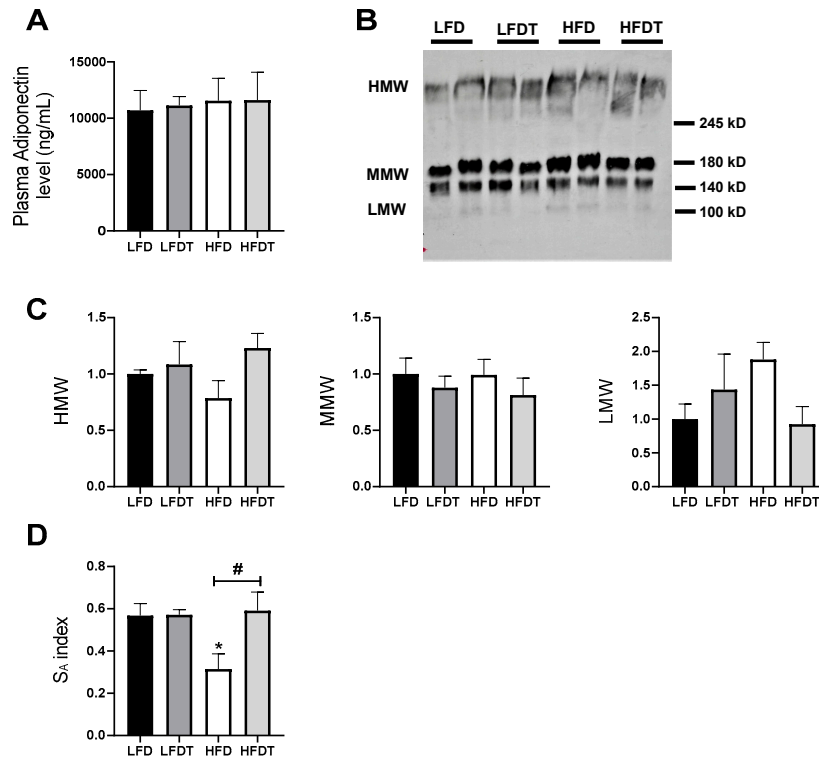 A
Plasma Adiponectin
level (ng/mL)
15000
10000
5000
0
LFD LFDT HFD HFDT
B
LFD LFDT HFD HFDT
HMW
MMW
LMW
245 kD
180 kD
140 kD
100 kD
C
HMW
1.5
1.0
0.5
0.0
LFD LFDT HFD HFDT
MMW
1.5
1.0
0.5
0.0
LFD LFDT HFD HFDT
LMW
2.5
2.0
1.5
1.0
0.5
0.0
LFD LFDT HFD HFDT
D
SA index
0.8
0.6
0.4
0.2
0.0
#
*
LFD LFDT HFD HFDT